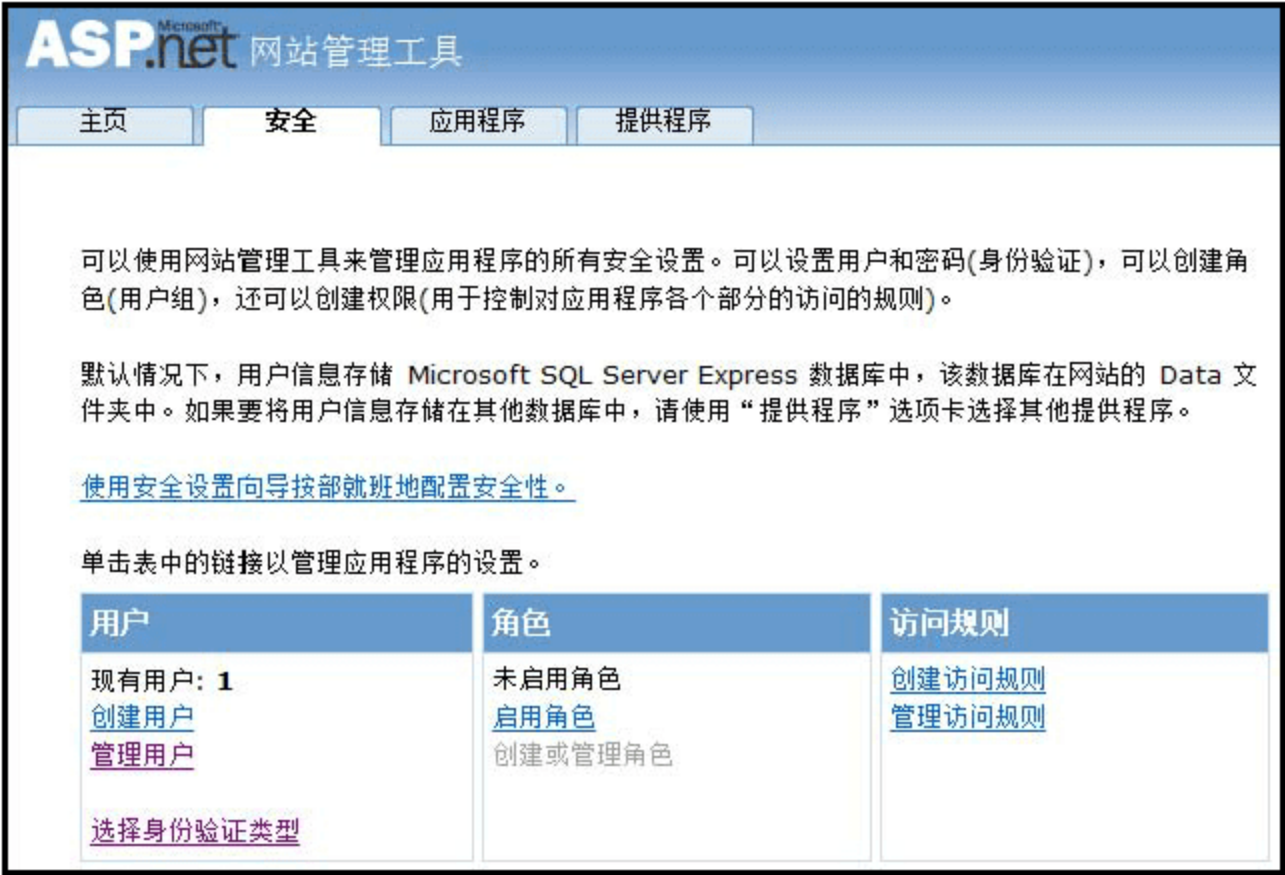 Microsoft
ASP.net 网站管理工具
主页 安全 应用程序 提供程序
可以使用网站管理工具来管理应用程序的所有安全设置。可以设置用户和密码(身份验证)，可以创建角
色(用户组)，还可以创建权限(用于控制对应用程序各个部分的访问的规则)。
默认情况下，用户信息存储 Microsoft SQL Server Express 数据库中，该数据库在网站的 Data 文
件夹中。如果要将用户信息存储在其他数据库中，请使用“提供程序”选项卡选择其他提供程序。
使用安全设置向导按部就班地配置安全性。
单击表中的链接以管理应用程序的设置。
用户 角色 访问规则
现有用户: 1 未启用角色 创建访问规则
创建用户 启用角色 管理访问规则
管理用户 创建或管理角色
选择身份验证类型